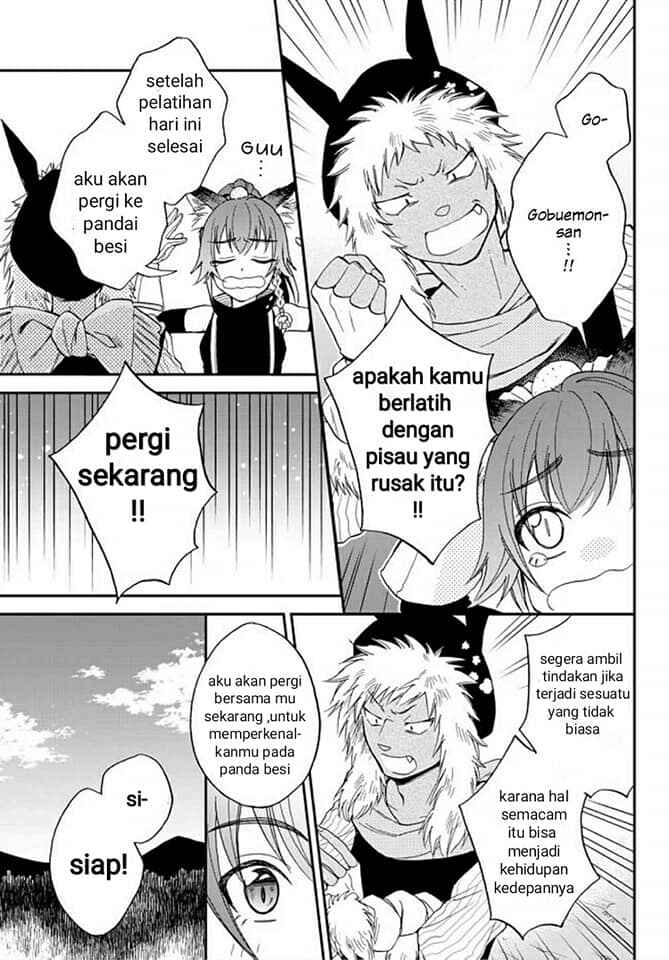 Go-
Gobuemon-
san
...!!
apakah kamu
berlatih
dengan
pisau yang
rusak itu?
!!
GUU
...
setelah
pelatihan
hari ini
selesai
aku akan
pergi ke
pandai
besi
pergi
sekarang
!!
segera ambil
tindakan jika
terjadi sesuatu
yang tidak
biasa
karana hal
semacam
itu bisa
menjadi
kehidupan
kedepannya
aku akan pergi
bersama mu
sekarang ,untuk
memperkenal-
kanmu pada
panda besi
si-
siap!